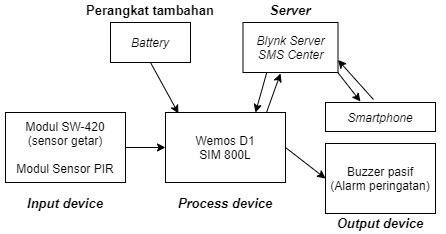 Perangkat tambahan
Server
Battery
Blynk Server
SMS Center
Smartphone
Modul SW-420
(sensor getar)
Modul Sensor PIR
Wemos D1
SIM 800L
Buzzer pasif
(Alarm peringatan)
Input device
Process device
Output device